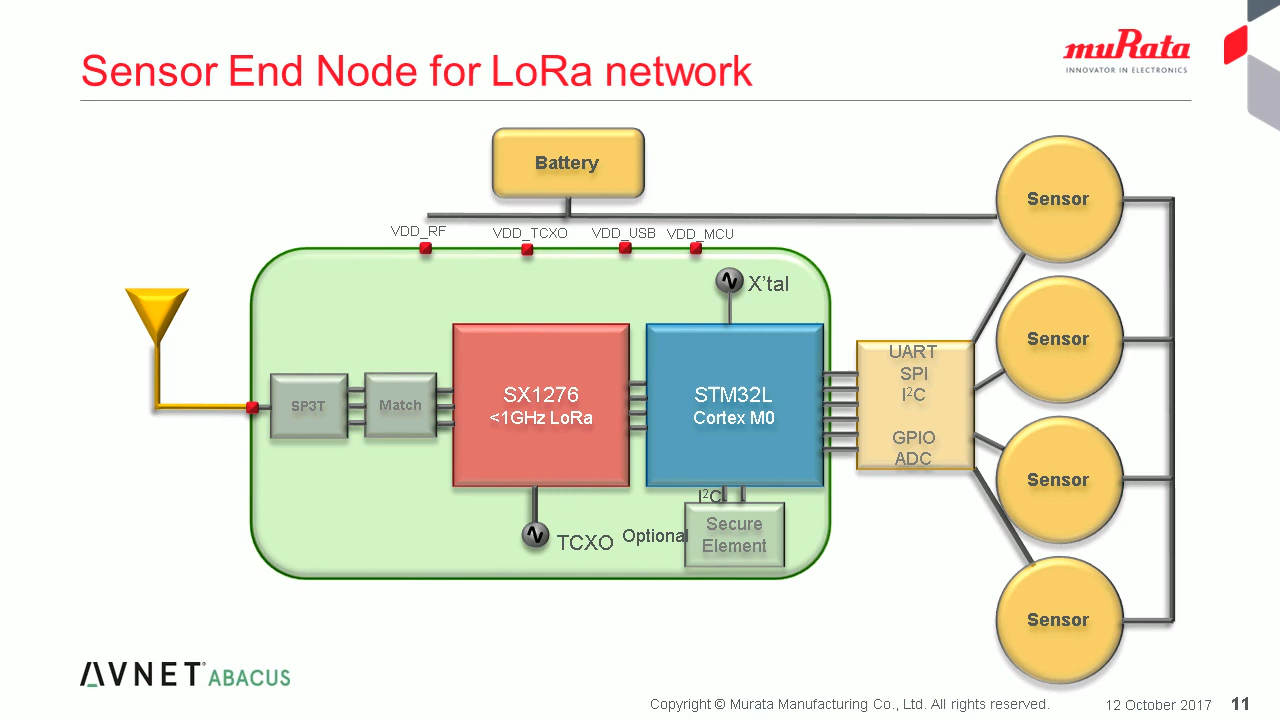 Sensor End Node for LoRa network
muRata
INNOVATOR IN ELECTRONICS
Battery
Sensor
VDD_RF
VDD_TCXO
VDD_USB
VDD_MCU
X'tal
Sensor
UART
SPI
I²C
GPIO
ADC
SP3T
Match
SX1276
<1GHz LoRa
STM32L
Cortex M0
Sensor
I²C
Secure
Element
Optional
TCXO
Sensor
AVNET ABACUS
Copyright © Murata Manufacturing Co., Ltd. All rights reserved.
12 October 2017
11